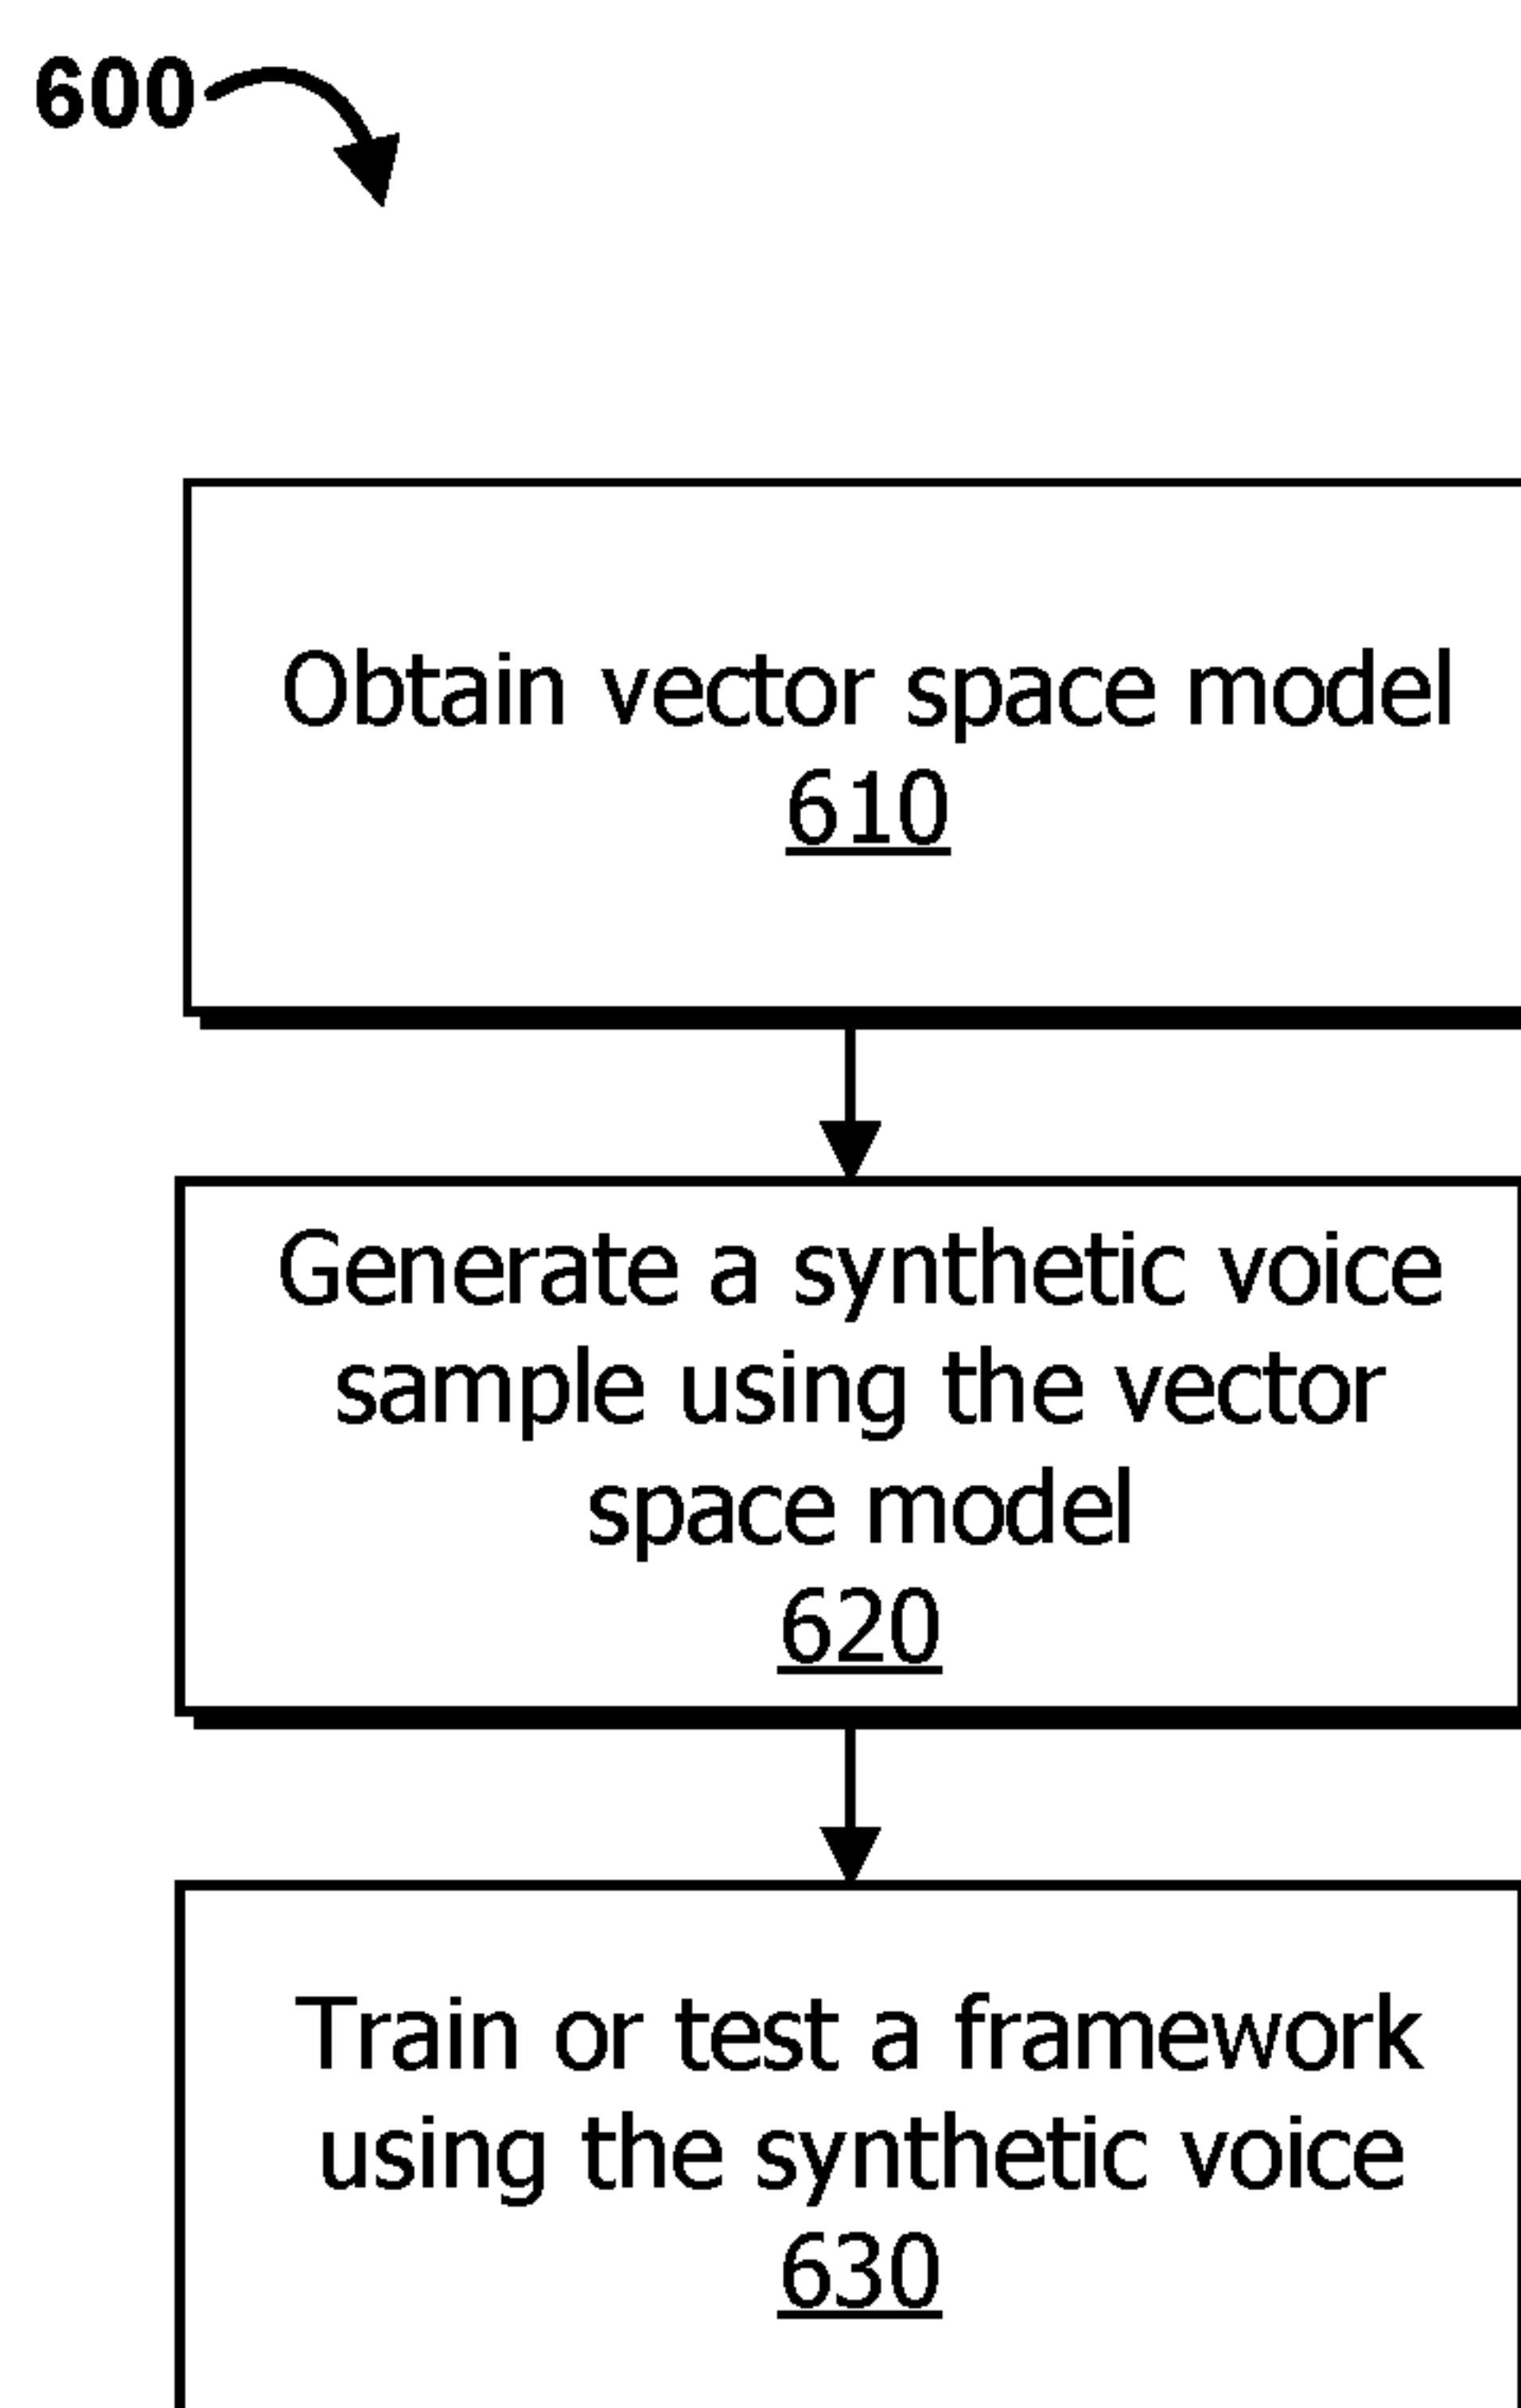 600
Obtain vector space model
610
Generate a synthetic voice
sample using the vector
space model
620
Train or test a framework
using the synthetic voice
630